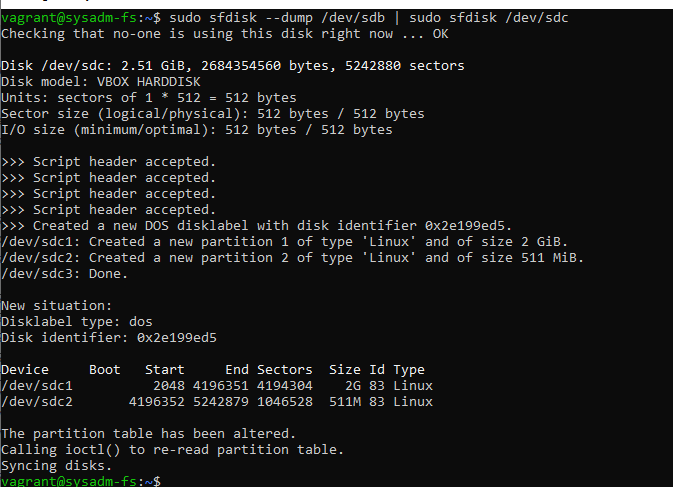 vagrant@sysadm-fs:~$ sudo sfdisk --dump /dev/sdb | sudo sfdisk /dev/sdc
Checking that no-one is using this disk right now ... OK
Disk /dev/sdc: 2.51 GiB, 2684354560 bytes, 5242880 sectors
Disk model: VBOX HARDDISK
Units: sectors of 1 * 512 = 512 bytes
Sector size (logical/physical): 512 bytes / 512 bytes
I/O size (minimum/optimal): 512 bytes / 512 bytes
>>> Script header accepted.
>>> Script header accepted.
>>> Script header accepted.
>>> Script header accepted.
>>> Created a new DOS disklabel with disk identifier 0x2e199ed5.
/dev/sdc1: Created a new partition 1 of type 'Linux' and of size 2 GiB.
/dev/sdc2: Created a new partition 2 of type 'Linux' and of size 511 MiB.
/dev/sdc3: Done.
New situation:
Disklabel type: dos
Disk identifier: 0x2e199ed5
Device     Boot   Start     End Sectors  Size Id Type
/dev/sdc1          2048 4196351 4194304    2G 83 Linux
/dev/sdc2       4196352 5242879 1046528  511M 83 Linux
The partition table has been altered.
Calling ioctl() to re-read partition table.
Syncing disks.
vagrant@sysadm-fs:~$